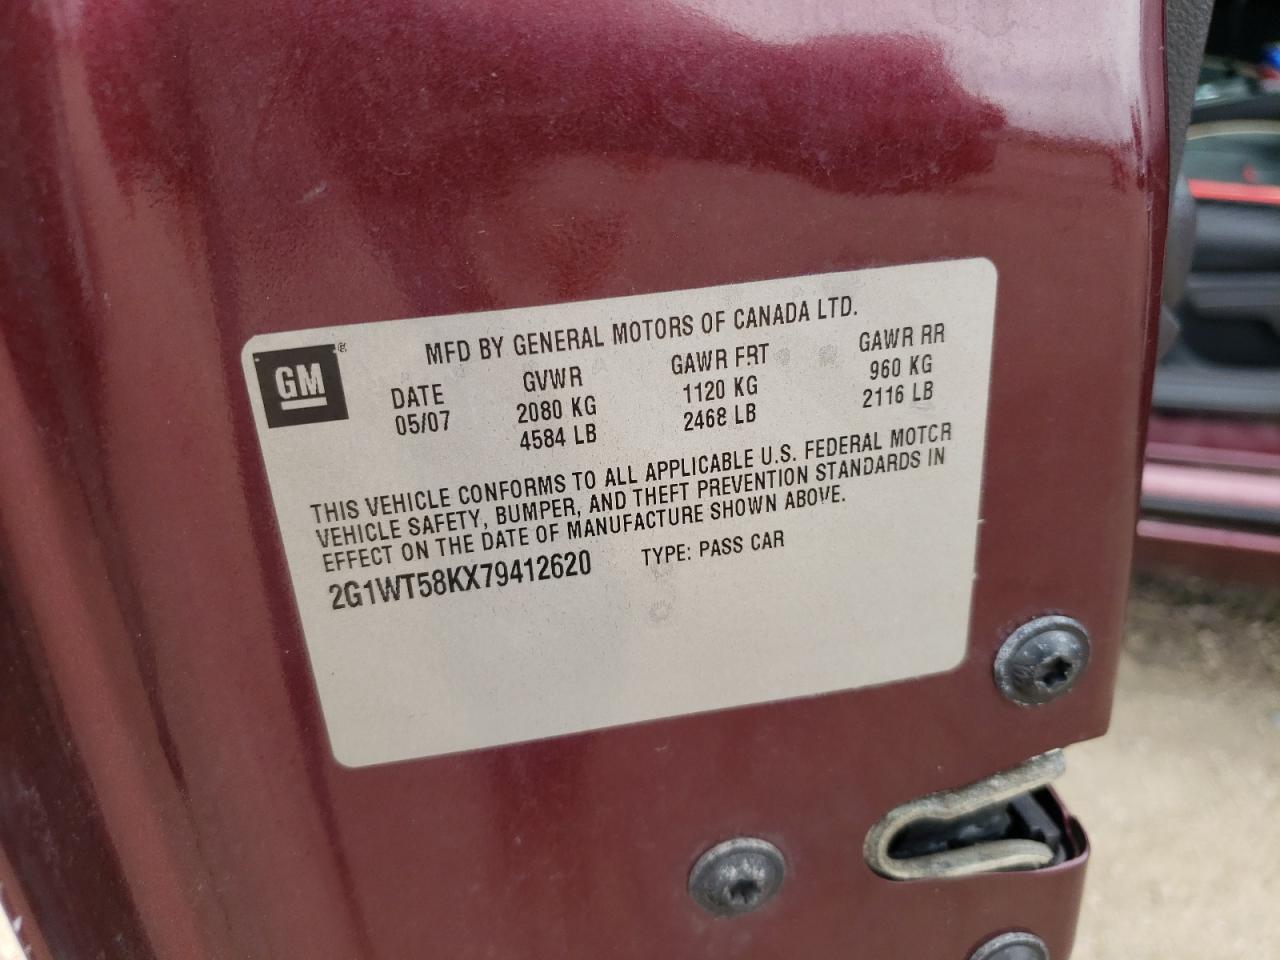 GM®
MFD BY GENERAL MOTORS OF CANADA LTD.
DATE GVWR GAWR FRT GAWR RR
05/07 2080 KG 1120 KG 960 KG
4584 LB 2468 LB 2116 LB
THIS VEHICLE CONFORMS TO ALL APPLICABLE U.S. FEDERAL MOTOR
VEHICLE SAFETY, BUMPER, AND THEFT PREVENTION STANDARDS IN
EFFECT ON THE DATE OF MANUFACTURE SHOWN ABOVE.
2G1WT58KX79412620 TYPE: PASS CAR